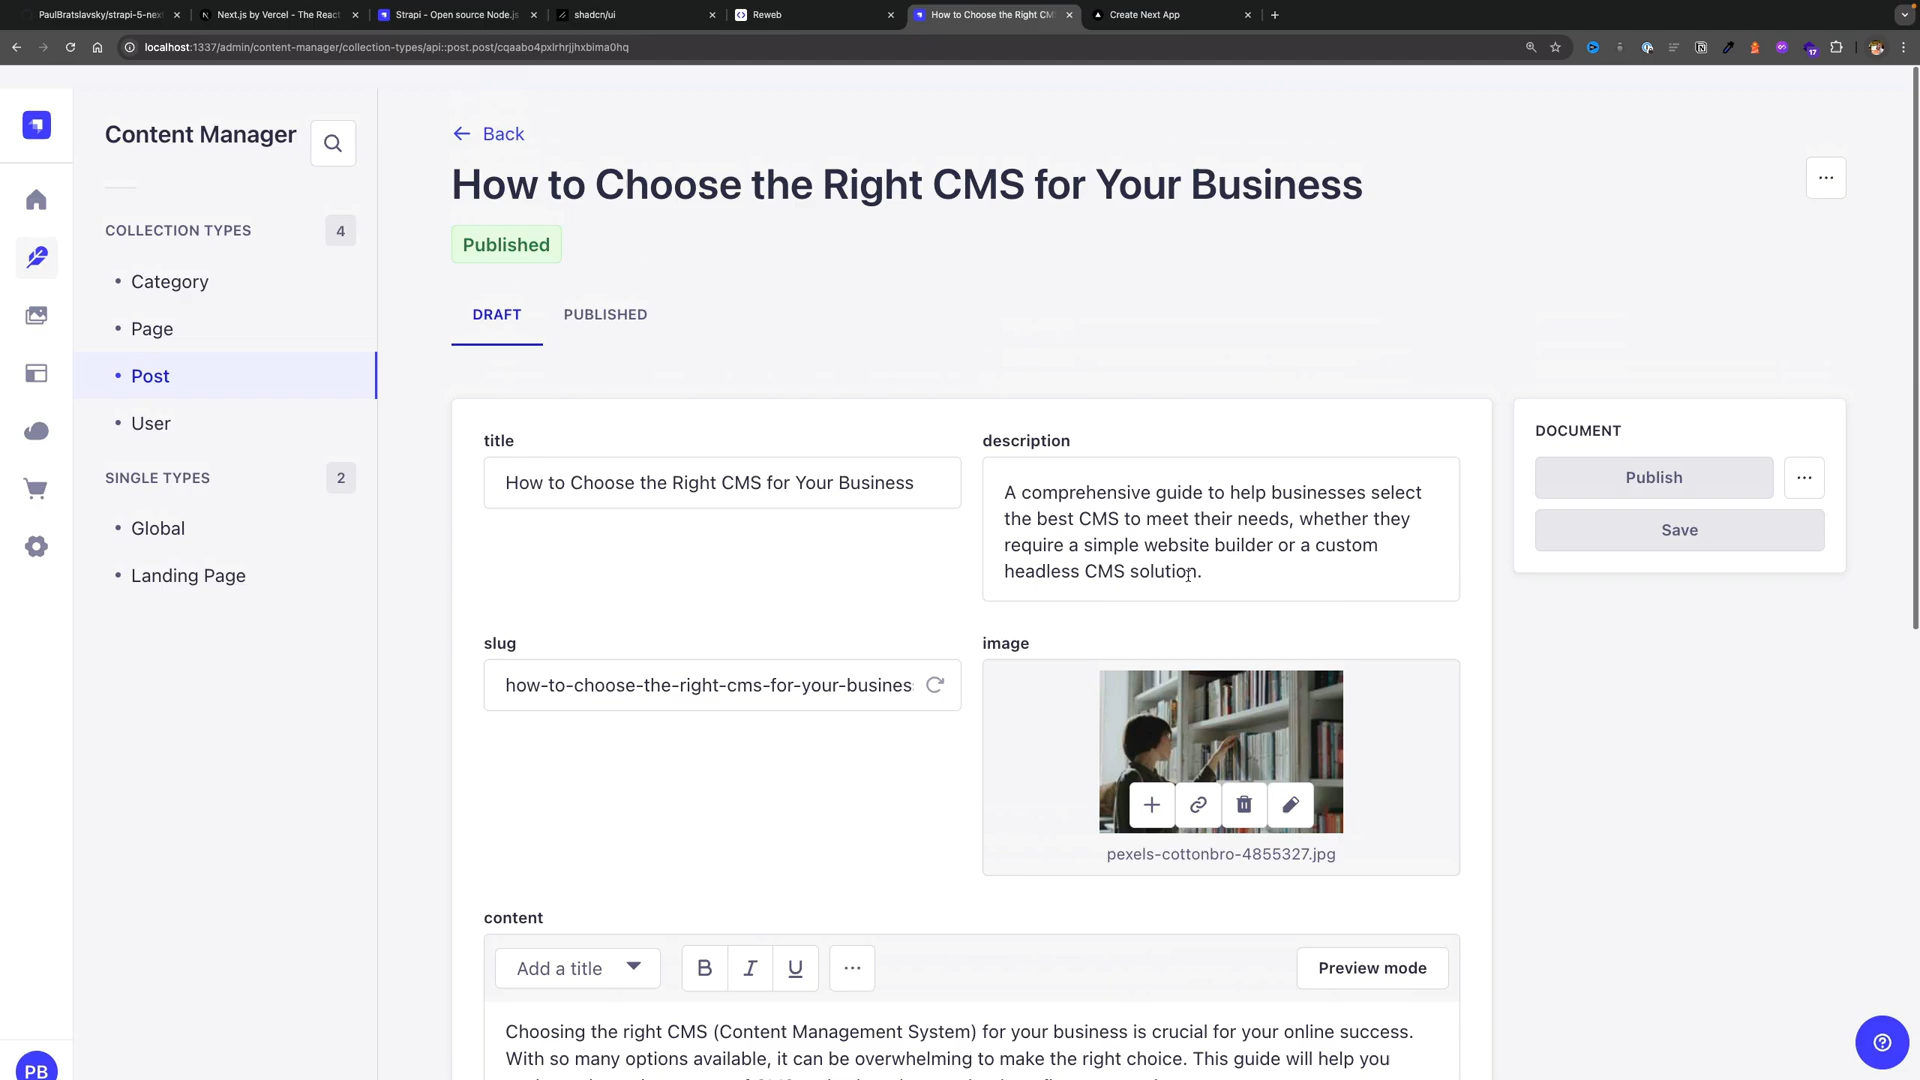 PaulBratslavsky/strapi-5-nex
Next.js by Vercel - The React
Strapi - Open source Node.js
shadcn/ui
Reweb
How to Choose the Right CM
Create Next App
localhost:1337/admin/content-manager/collection-types/api::post.post/cqaabo4pxlrhrjjhxbima0hq
17
Content Manager
COLLECTION TYPES
4
Category
Page
Post
User
SINGLE TYPES
2
Global
Landing Page
PB
Back
How to Choose the Right CMS for Your Business
Published
DRAFT
PUBLISHED
title
How to Choose the Right CMS for Your Business
description
A comprehensive guide to help businesses select
the best CMS to meet their needs, whether they
require a simple website builder or a custom
headless CMS solution.
slug
how-to-choose-the-right-cms-for-your-busines
image
pexels-cottonbro-4855327.jpg
content
Add a title
B I U
Preview mode
Choosing the right CMS (Content Management System) for your business is crucial for your online success.
With so many options available, it can be overwhelming to make the right choice. This guide will help you
DOCUMENT
Publish
Save